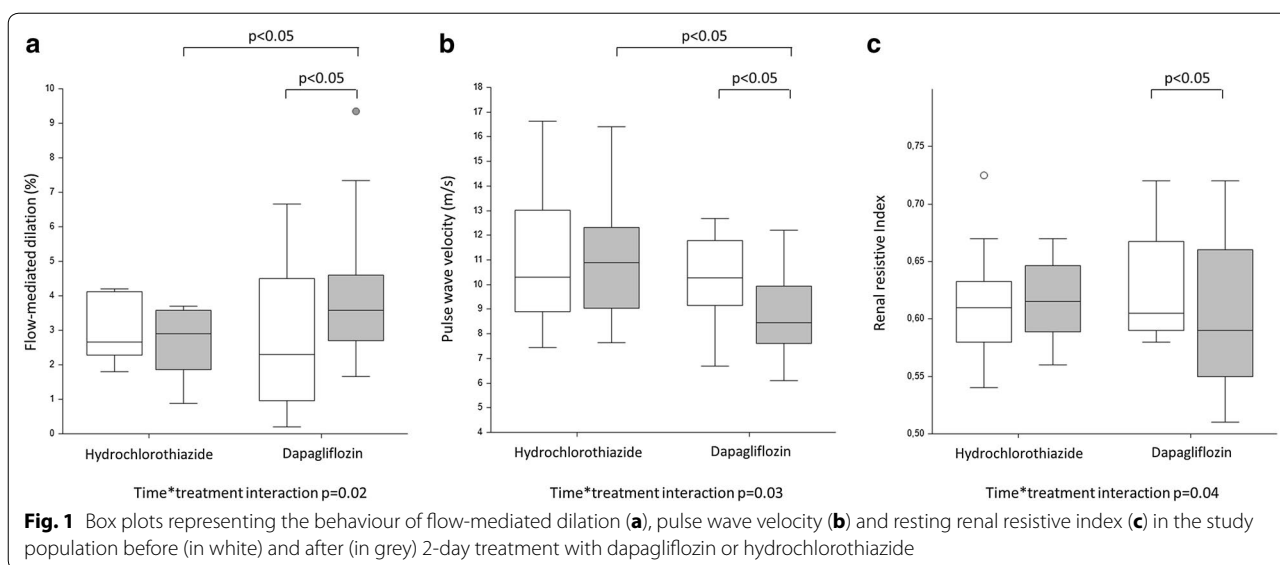 a
p<0.05
p<0.05
Flow-mediated dilation (%)
10
9
8
7
6
5
4
3
2
1
0
Hydrochlorothiazide
Dapagliflozin
Time*treatment interaction p=0.02
b
p<0.05
p<0.05
Pulse wave velocity (m/s)
18
17
16
15
14
13
12
11
10
9
8
7
6
5
4
Hydrochlorothiazide
Dapagliflozin
Time*treatment interaction p=0.03
c
p<0.05
Renal resistive Index
0,75
0,70
0,65
0,60
0,55
0,50
Hydrochlorothiazide
Dapagliflozin
Time*treatment interaction p=0.04
Fig. 1 Box plots representing the behaviour of flow-mediated dilation (a), pulse wave velocity (b) and resting renal resistive index (c) in the study
population before (in white) and after (in grey) 2-day treatment with dapagliflozin or hydrochlorothiazide